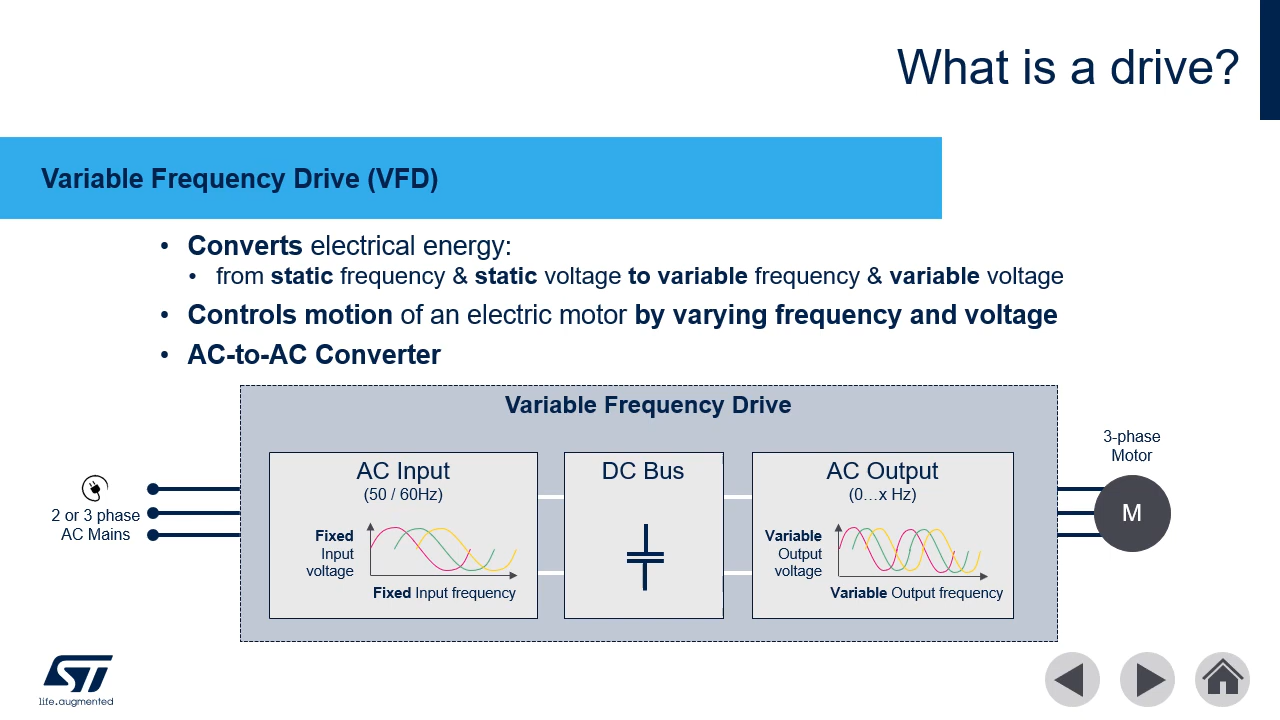 What is a drive?
Variable Frequency Drive (VFD)
• Converts electrical energy:
• from static frequency & static voltage to variable frequency & variable voltage
• Controls motion of an electric motor by varying frequency and voltage
• AC-to-AC Converter
Variable Frequency Drive
2 or 3 phase
AC Mains
AC Input
(50 / 60Hz)
Fixed
Input
voltage
Fixed Input frequency
DC Bus
AC Output
(0…x Hz)
Variable
Output
voltage
Variable Output frequency
3-phase
Motor
M
ST
life.augmented